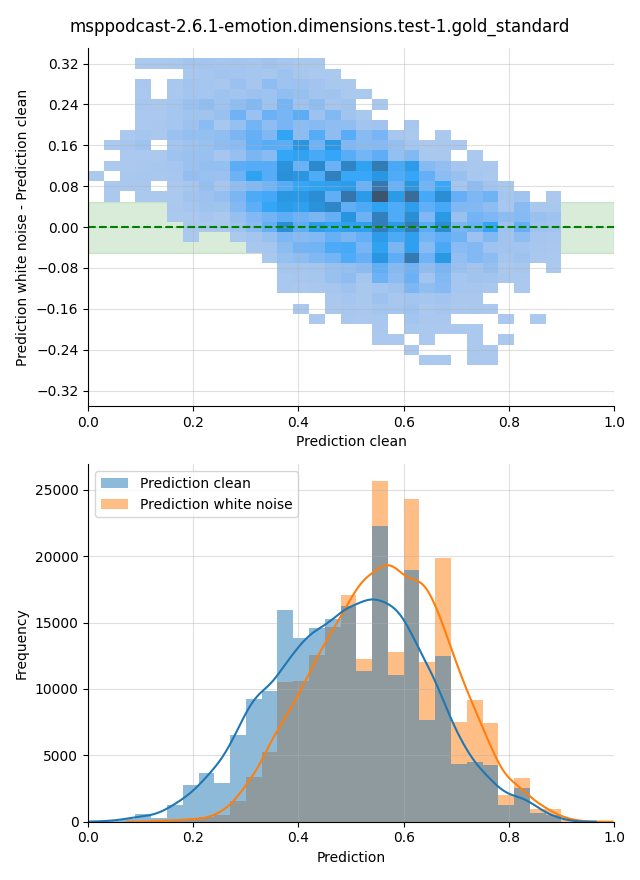 msppodcast-2.6.1-emotion.dimensions.test-1.gold_standard
Prediction white noise - Prediction clean
0.32
0.24
0.16
0.08
0.00
−0.08
−0.16
−0.24
−0.32
0.0 0.2 0.4 0.6 0.8 1.0
Prediction clean
Prediction clean
Prediction white noise
Frequency
25000
20000
15000
10000
5000
0
0.0 0.2 0.4 0.6 0.8 1.0
Prediction